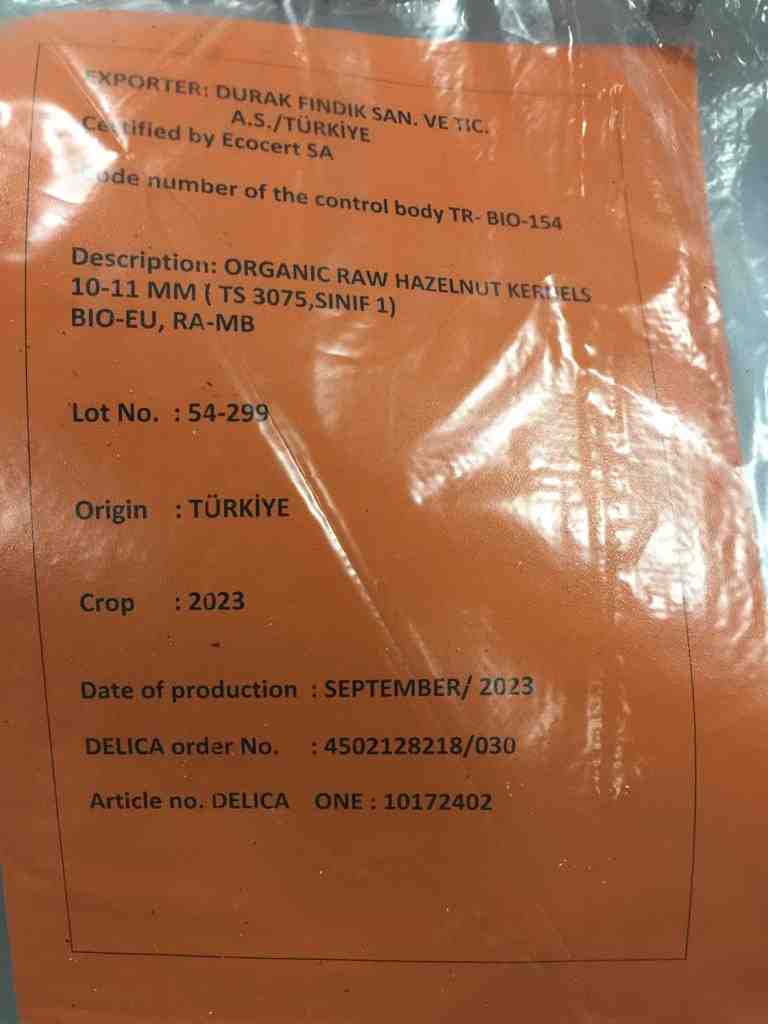 EXPORTER: DURAK FINDIK SAN. VE TIC.
A.S./TÜRKİYE
Certified by Ecocert SA
Code number of the control body TR- BIO-154
Description: ORGANIC RAW HAZELNUT KERNELS
10-11 MM ( TS 3075,SINIF 1)
BIO-EU, RA-MB
Lot No. : 54-299
Origin : TÜRKİYE
Crop : 2023
Date of production : SEPTEMBER/ 2023
DELICA order No. : 4502128218/030
Article no. DELICA ONE : 10172402